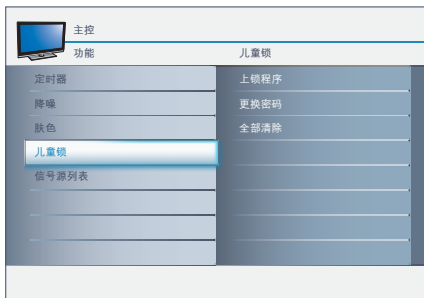 主控
功能 儿童锁
定时器 上锁程序
降噪 更换密码
肤色 全部清除
儿童锁
信号源列表